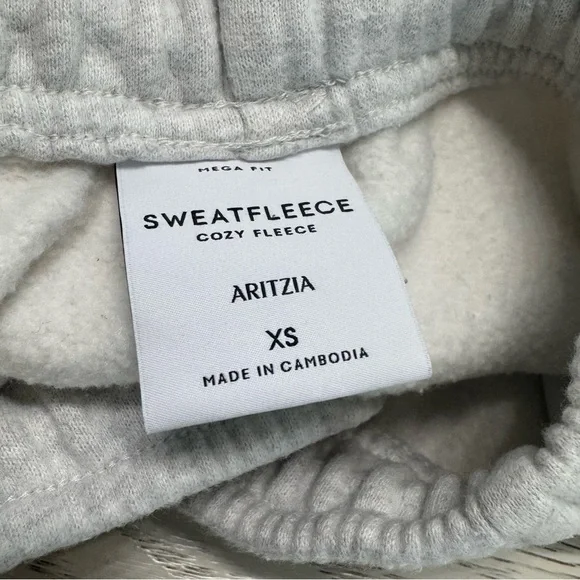 MEGA FIT
SWEATFLEECE
COZY FLEECE
ARITZIA
XS
MADE IN CAMBODIA